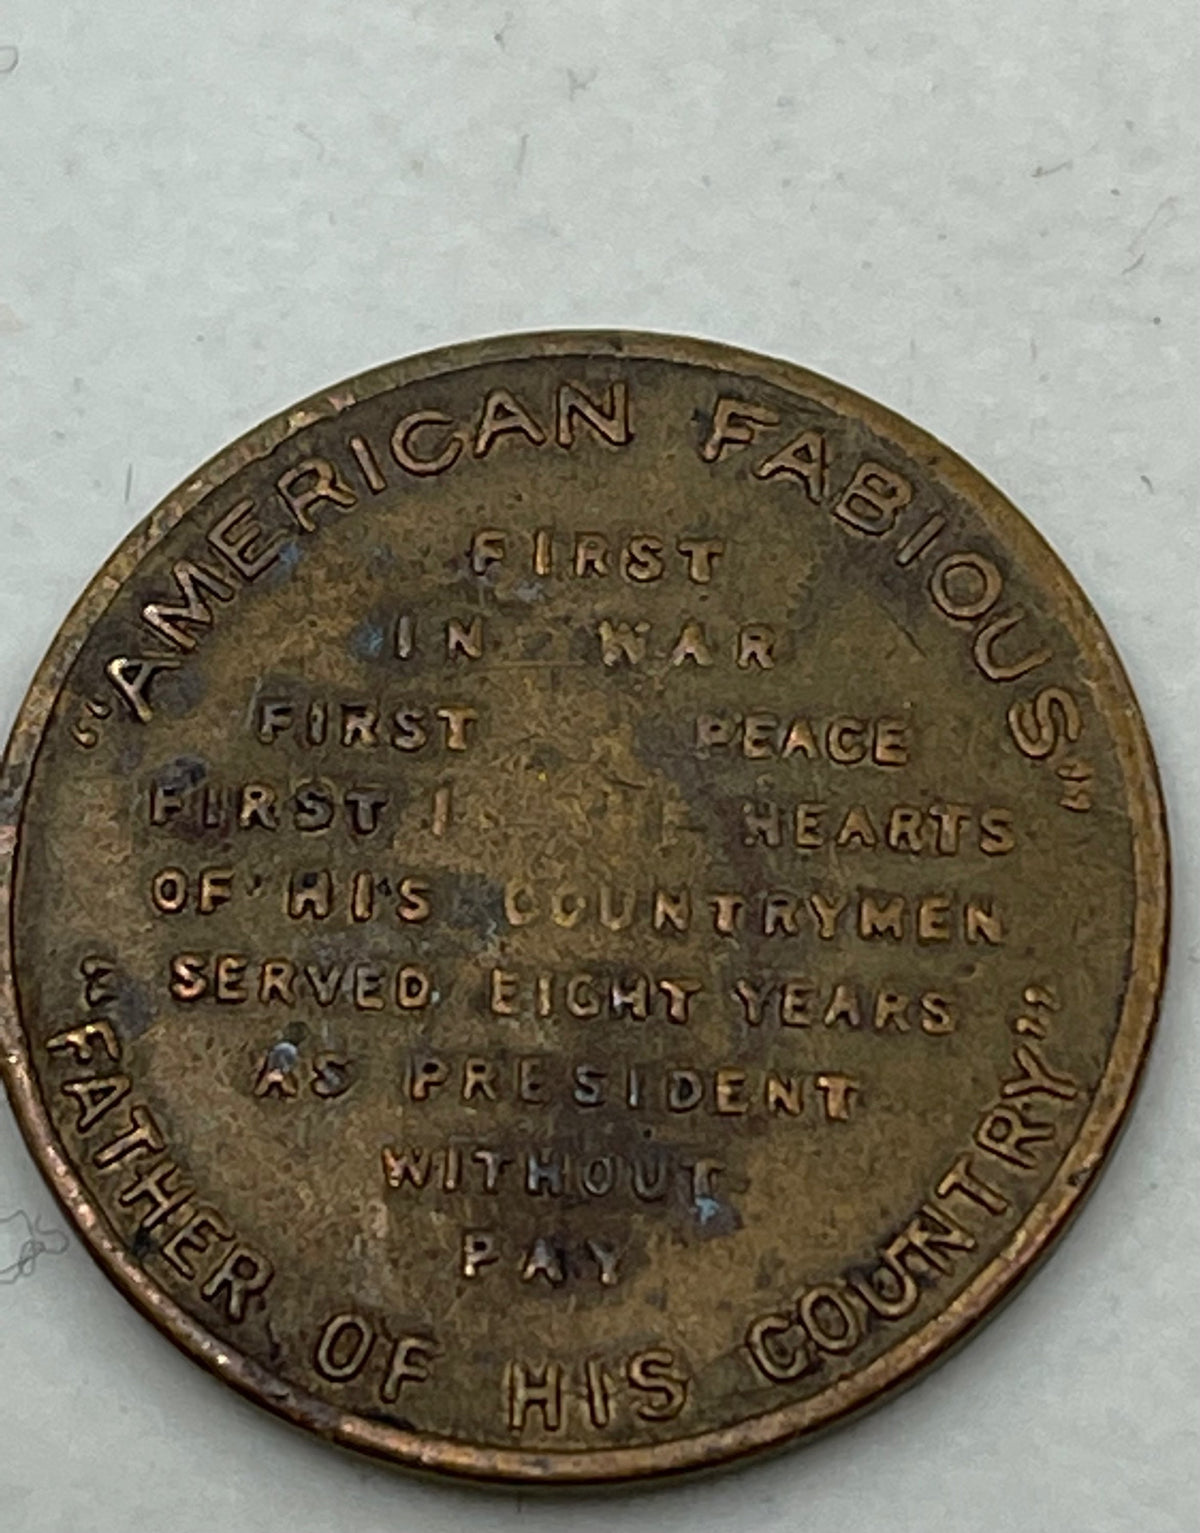 “AMERICAN FABIOUS”
FIRST
IN WAR
FIRST PEACE
FIRST HEARTS
OF HIS COUNTRYMEN
SERVED EIGHT YEARS
AS PRESIDENT
WITHOUT
PAY
“FATHER OF HIS COUNTRY”